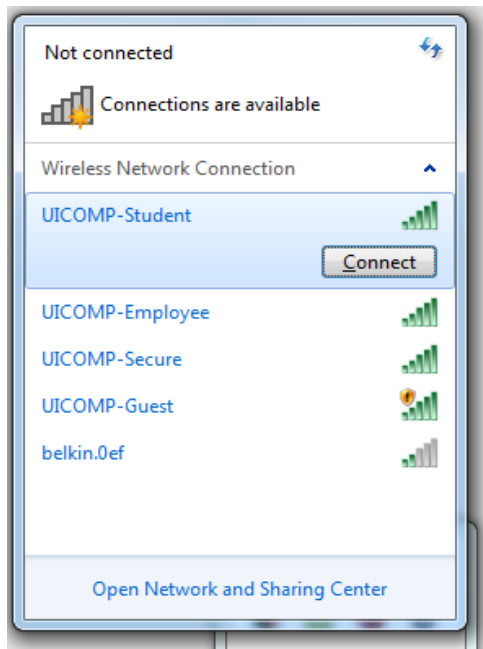 Not connected
Connections are available
Wireless Network Connection
UICOMP-Student
Connect
UICOMP-Employee
UICOMP-Secure
UICOMP-Guest
belkin.0ef
Open Network and Sharing Center